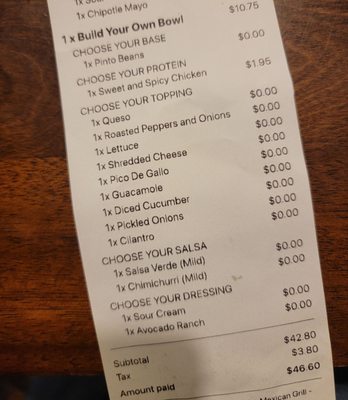 1x Chipotle Mayo
1 x Build Your Own Bowl $10.75
CHOOSE YOUR BASE
1x Pinto Beans $0.00
CHOOSE YOUR PROTEIN
1x Sweet and Spicy Chicken $1.95
CHOOSE YOUR TOPPING
1x Queso $0.00
1x Roasted Peppers and Onions $0.00
1x Lettuce $0.00
1x Shredded Cheese $0.00
1x Pico De Gallo $0.00
1x Guacamole $0.00
1x Diced Cucumber $0.00
1x Pickled Onions $0.00
1x Cilantro $0.00
CHOOSE YOUR SALSA
1x Salsa Verde (Mild) $0.00
1x Chimichurri (Mild) $0.00
CHOOSE YOUR DRESSING
1x Sour Cream $0.00
1x Avocado Ranch $0.00
Subtotal $42.80
Tax $3.80
Amount paid $46.60
Mexican Grill -